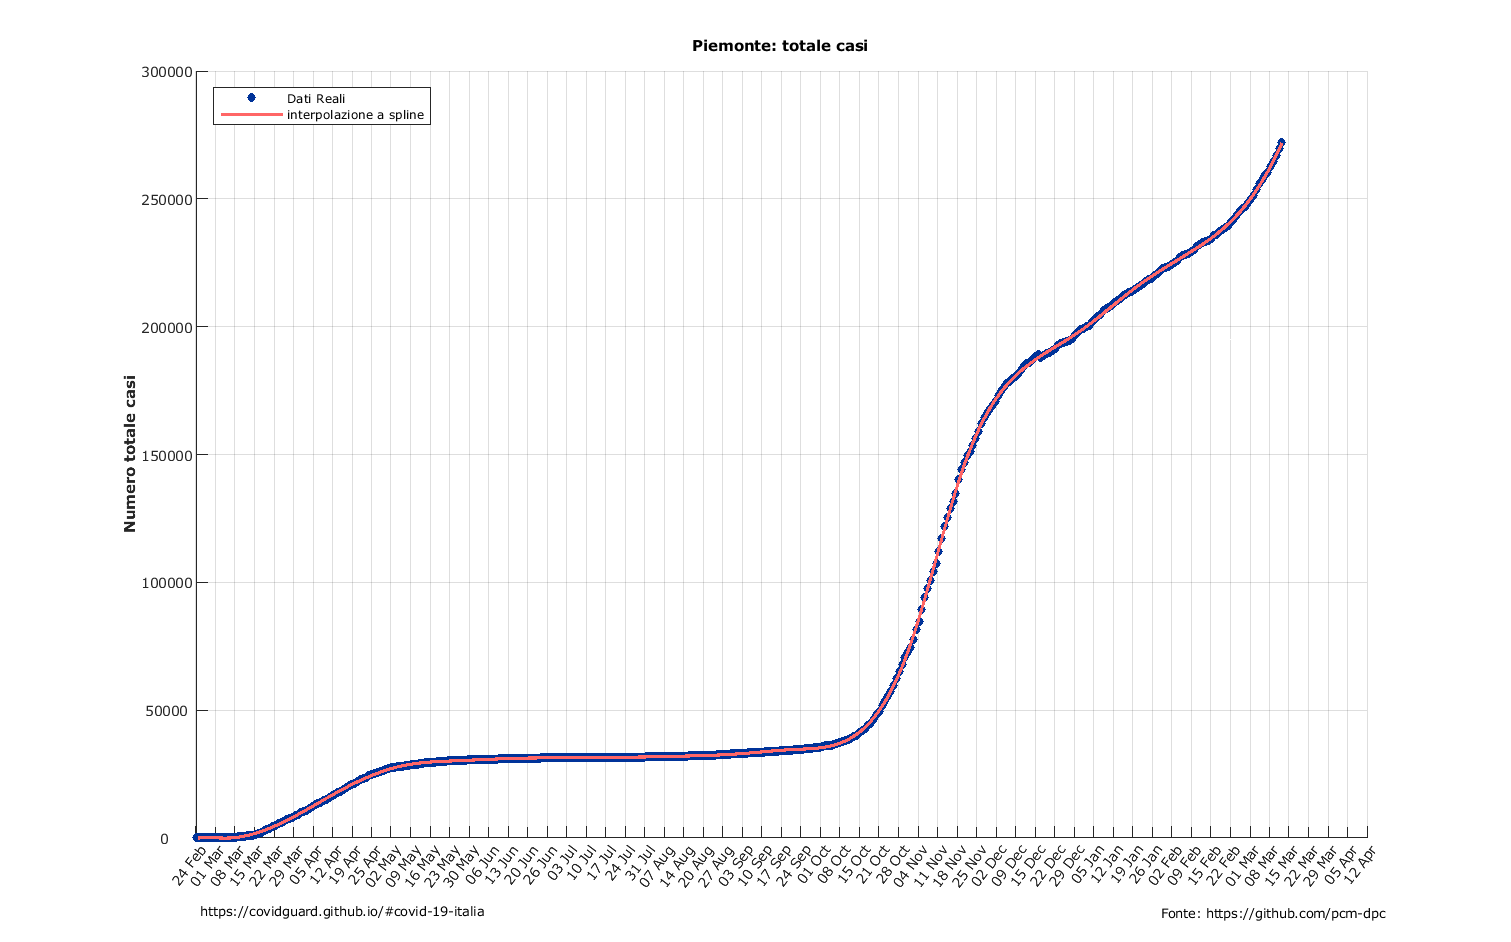 Piemonte: totale casi
Dati Reali
interpolazione a spline
Numero totale casi
300000
250000
200000
150000
100000
50000
0
24 Feb
01 Mar
08 Mar
15 Mar
22 Mar
29 Mar
05 Apr
12 Apr
19 Apr
25 Apr
02 May
09 May
16 May
23 May
30 May
06 Jun
13 Jun
20 Jun
26 Jun
03 Jul
10 Jul
17 Jul
24 Jul
31 Jul
07 Aug
14 Aug
20 Aug
27 Aug
03 Sep
10 Sep
17 Sep
24 Sep
01 Oct
08 Oct
15 Oct
21 Oct
28 Oct
04 Nov
11 Nov
18 Nov
25 Nov
02 Dec
09 Dec
15 Dec
22 Dec
29 Dec
05 Jan
12 Jan
19 Jan
26 Jan
02 Feb
09 Feb
15 Feb
22 Feb
01 Mar
08 Mar
15 Mar
22 Mar
29 Mar
05 Apr
12 Apr
https://covidguard.github.io/#covid-19-italia
Fonte: https://github.com/pcm-dpc